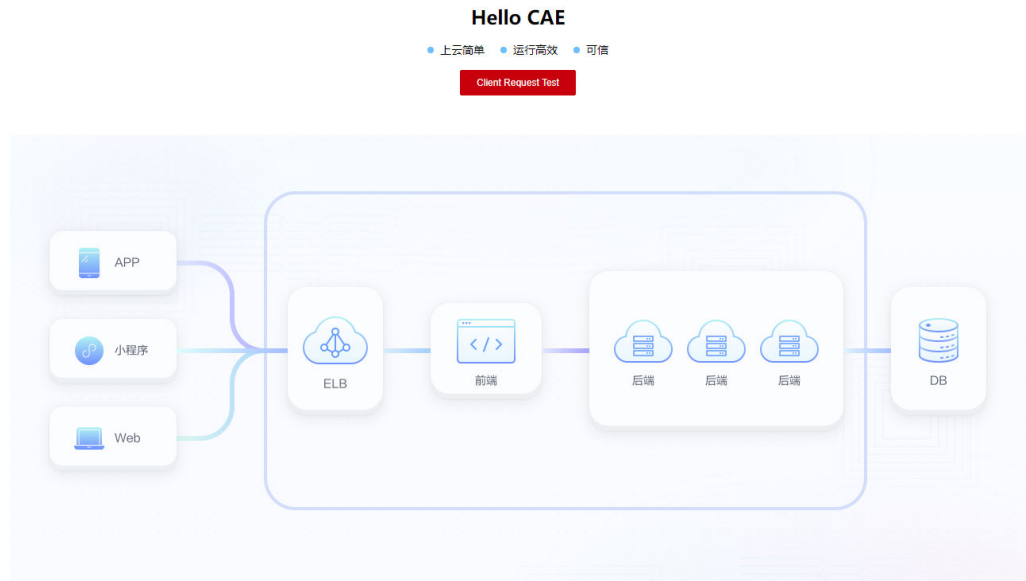 Hello CAE
上云简单 运行高效 可信
Client Request Test
APP
小程序
Web
ELB
前端
后端 后端 后端
DB